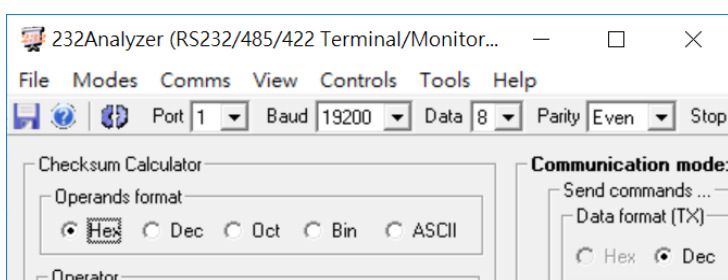 232Analyzer (RS232/485/422 Terminal/Monitor...
File Modes Comms View Controls Tools Help
Port 1 Baud 19200 Data 8 Parity Even Stop
Checksum Calculator
Operands format
Hex Dec Oct Bin ASCII
Operator
Communication mode:
Send commands ...
Data format (TX)
Hex Dec